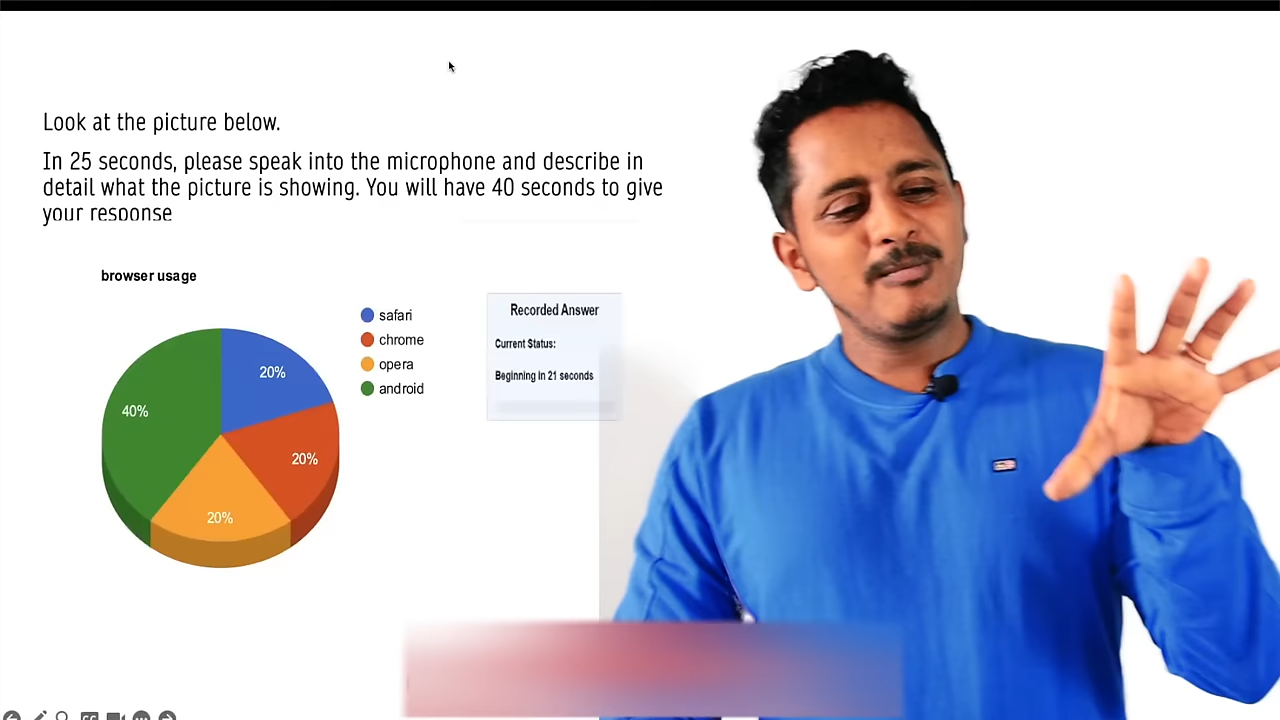 Look at the picture below.
In 25 seconds, please speak into the microphone and describe in
detail what the picture is showing. You will have 40 seconds to give
your response
browser usage
safari
chrome
opera
android
20%
40%
20%
20%
Recorded Answer
Current Status:
Beginning in 21 seconds